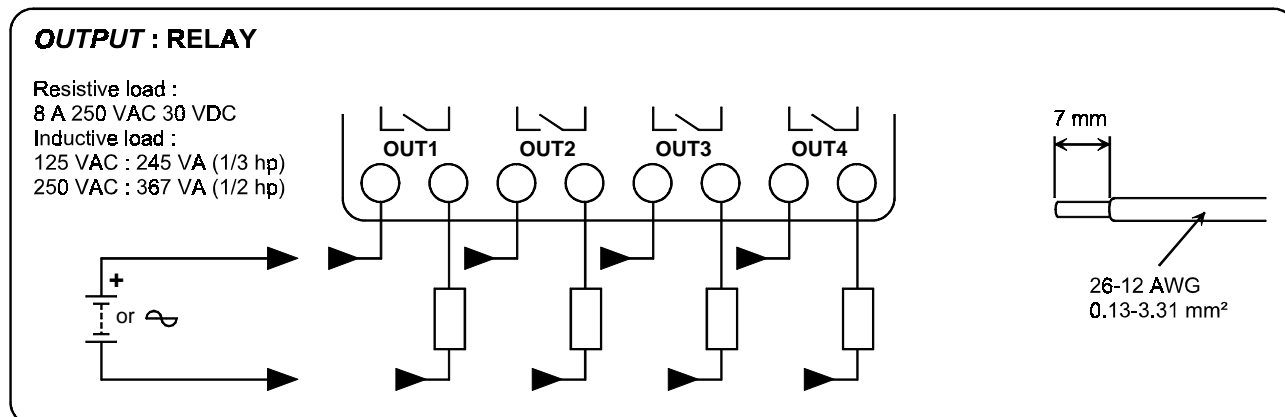 OUTPUT : RELAY
Resistive load :
8 A 250 VAC 30 VDC
Inductive load :
125 VAC : 245 VA (1/3 hp)
250 VAC : 367 VA (1/2 hp)
OUT1 OUT2 OUT3 OUT4
7 mm
+
or
26-12 AWG
0.13-3.31 mm²